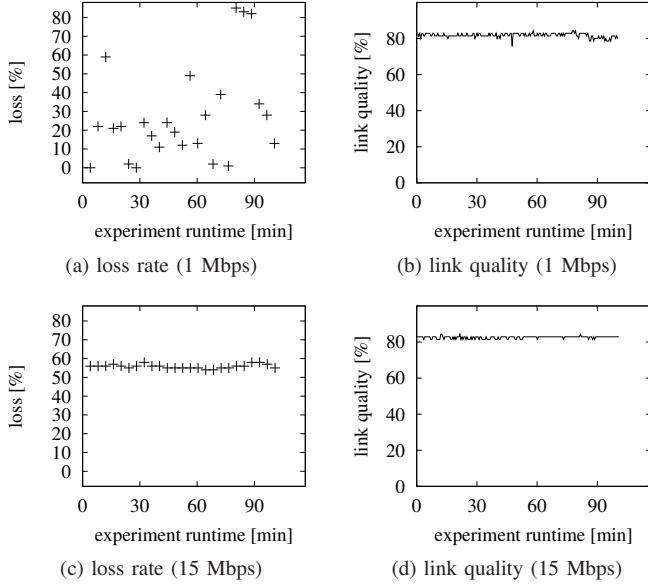 80
70
60
50
40
30
20
10
0
loss [%]
0 30 60 90
experiment runtime [min]
(a) loss rate (1 Mbps)
80
60
40
20
0
link quality [%]
0 30 60 90
experiment runtime [min]
(b) link quality (1 Mbps)
80
70
60
50
40
30
20
10
0
loss [%]
0 30 60 90
experiment runtime [min]
(c) loss rate (15 Mbps)
80
60
40
20
0
link quality [%]
0 30 60 90
experiment runtime [min]
(d) link quality (15 Mbps)